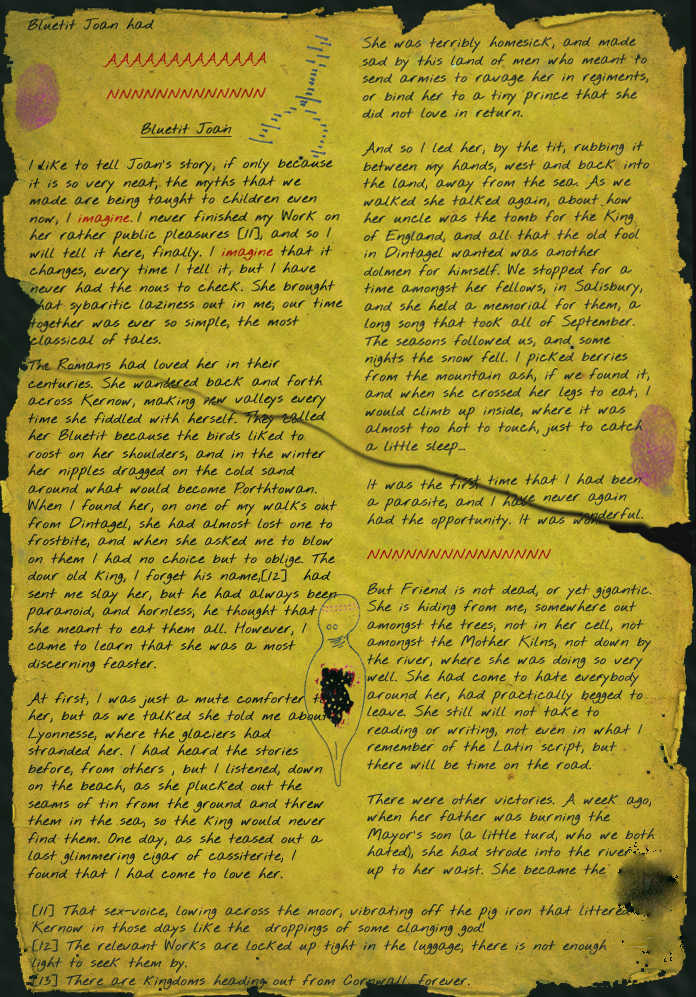 Bluetit Joan had
AAAAAAAAAAAAA
NNNNNNNNNNNNN
Bluetit Joan
I like to tell Joan's story, if only because
it is so very neat, the myths that we
made are being taught to children even
now, I imagine. I never finished my Work on
her rather public pleasures [11], and so I
will tell it here, finally. I imagine that it
changes, every time I tell it, but I have
never had the nous to check. She brought
that sybaritic laziness out in me, our time
together was ever so simple, the most
classical of tales.
The Romans had loved her in their
centuries. She wandered back and forth
across Kernow, making new valleys every
time she fiddled with herself. They called
her Bluetit because the birds liked to
roost on her shoulders, and in the winter
her nipples dragged on the cold sand
around what would become Porthtowan.
When I found her, on one of my walks out
from Dintagel, she had almost lost one to
frostbite, and when she asked me to blow
on them I had no choice but to oblige. The
dour old King, I forget his name,[12] had
sent me slay her, but he had always been
paranoid, and hornless, he thought that
she meant to eat them all. However, I
came to learn that she was a most
discerning feaster.
At first, I was just a mute comforter to
her, but as we talked she told me about
Lyonnesse, where the glaciers had
stranded her. I had heard the stories
before, from others , but I listened, down
on the beach, as she plucked out the
seams of tin from the ground and threw
them in the sea, so the King would never
find them. One day, as she teased out a
last glimmering cigar of cassiterite, I
found that I had come to love her.
She was terribly homesick, and made
sad by this land of men who meant to
send armies to ravage her in regiments,
or bind her to a tiny prince that she
did not love in return.
And so I led her, by the tit, rubbing it
between my hands, west and back into
the land, away from the sea. As we
walked she talked again, about how
her uncle was the tomb for the King
of England, and all that the old fool
in Dintagel wanted was another
dolmen for himself. We stopped for a
time amongst her fellows, in Salisbury,
and she held a memorial for them, a
long song that took all of September.
The seasons followed us, and some
nights the snow fell. I picked berries
from the mountain ash, if we found it,
and when she crossed her legs to eat, I
would climb up inside, where it was
almost too hot to touch, just to catch
a little sleep...
It was the first time that I had been
a parasite, and I have never again
had the opportunity. It was wonderful.
NNNNNNNNNNNNNNN
But Friend is not dead, or yet gigantic.
She is hiding from me, somewhere out
amongst the trees, not in her cell, not
amongst the Mother Kilns, not down by
the river, where she was doing so very
well. She had come to hate everybody
around her, had practically begged to
leave. She still will not take to
reading or writing, not even in what I
remember of the Latin script, but
there will be time on the road.
There were other victories. A week ago,
when her father was burning the
Mayor's son (a little turd, who we both
hated), she had strode into the river
up to her waist. She became the
[11] That sex-voice, lowing across the moor, vibrating off the pig iron that littered
Kernow in those days like the droppings of some clanging god!
[12] The relevant Works are locked up tight in the luggage, there is not enough
light to seek them by.
[13] There are Kingdoms heading out from Cornwall, forever.